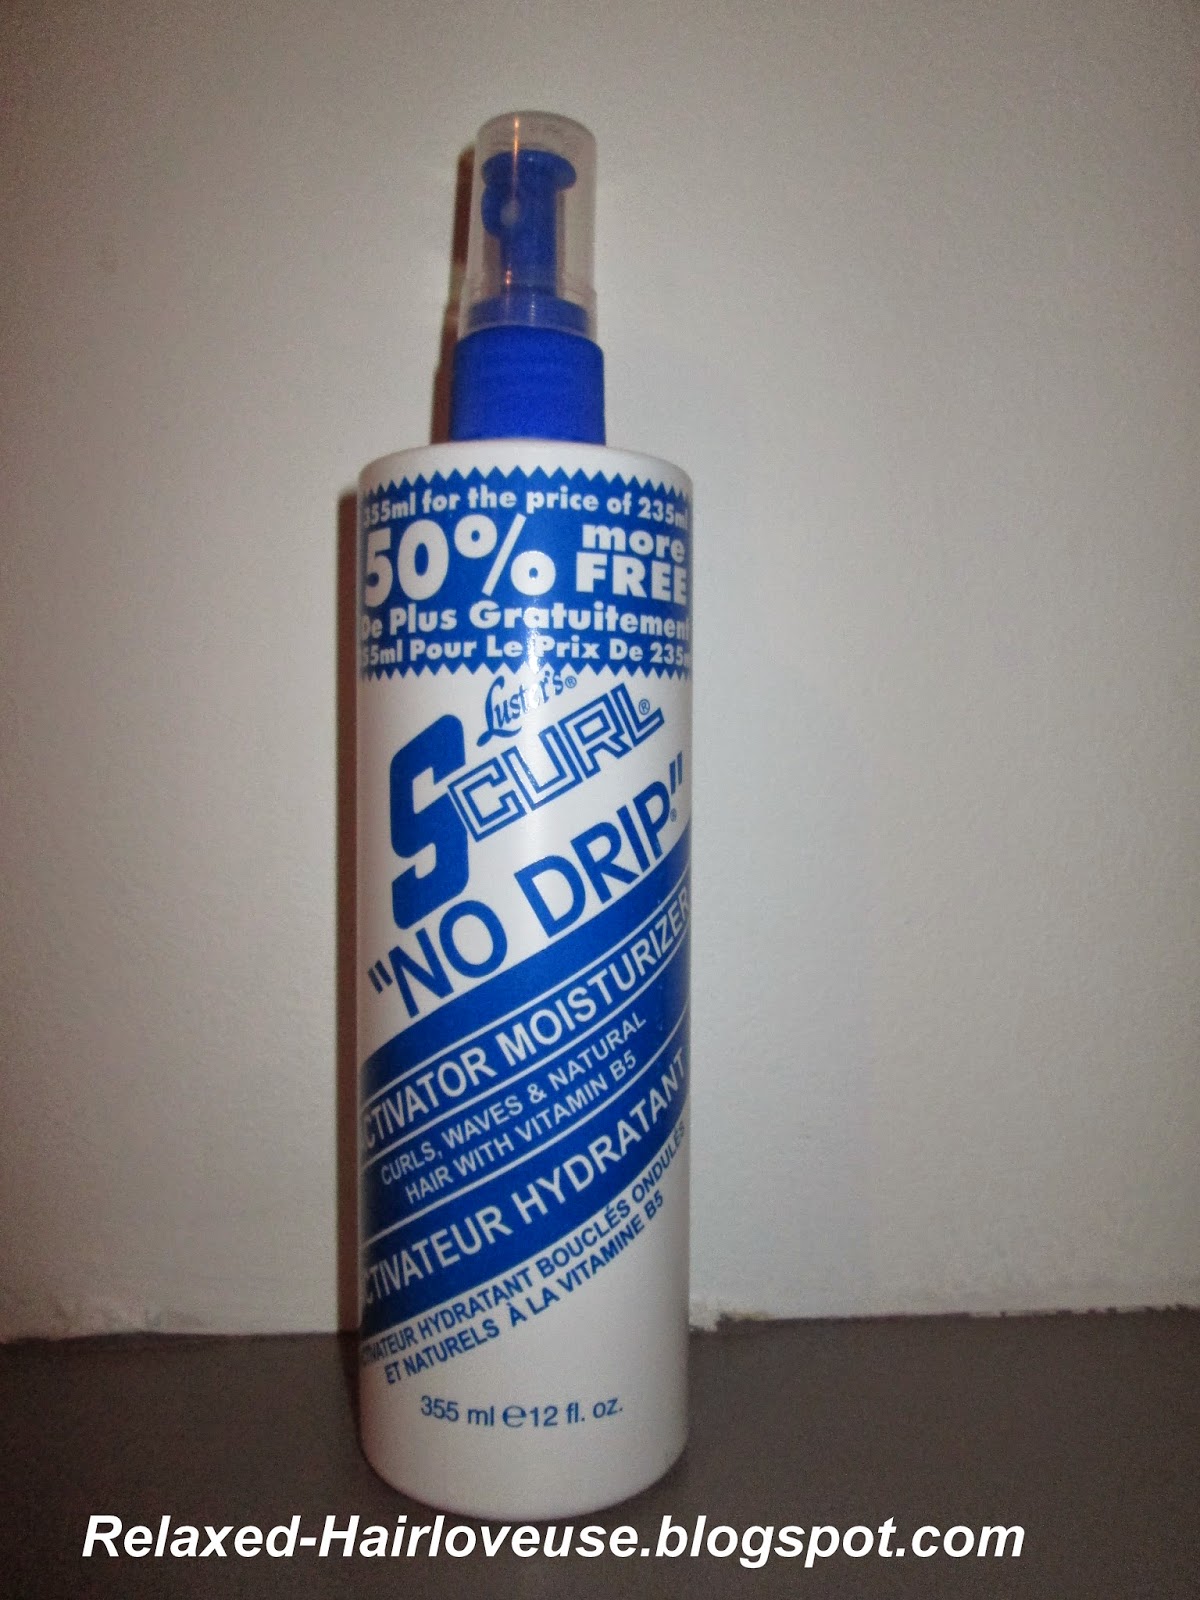 355ml for the price of 235ml
50% more FREE
De Plus Gratuitement
355ml Pour Le Prix De 235ml
Luster's®
SCURL®
"NO DRIP"®
ACTIVATOR MOISTURIZER
CURLS, WAVES & NATURAL
HAIR WITH VITAMIN B5
ACTIVATEUR HYDRATANT
ACTIVATEUR HYDRATANT BOUCLÉS ONDULÉS
ET NATURELS À LA VITAMINE B5
355 ml ℮ 12 fl. oz.
Relaxed-Hairloveuse.blogspot.com